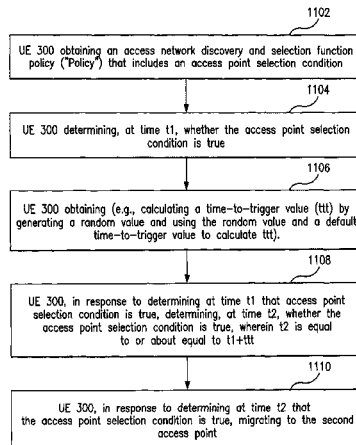 1102
UE 300 obtaining an access network discovery and selection function
policy ("Policy") that includes an access point selection condition
1104
UE 300 determining, at time t1, whether the access point selection
condition is true
1106
UE 300 obtaining (e.g., calculating a time-to-trigger value (ttt) by
generating a random value and using the random value and a default
time-to-trigger value to calculate ttt).
1108
UE 300, in response to determining at time t1 that access point
selection condition is true, determining, at time t2, whether the
access point selection condition is true, wherein t2 is equal
to or about equal to t1+ttt
1110
UE 300, in response to determining at time t2 that
the access point selection condition is true, migrating to the second
access point